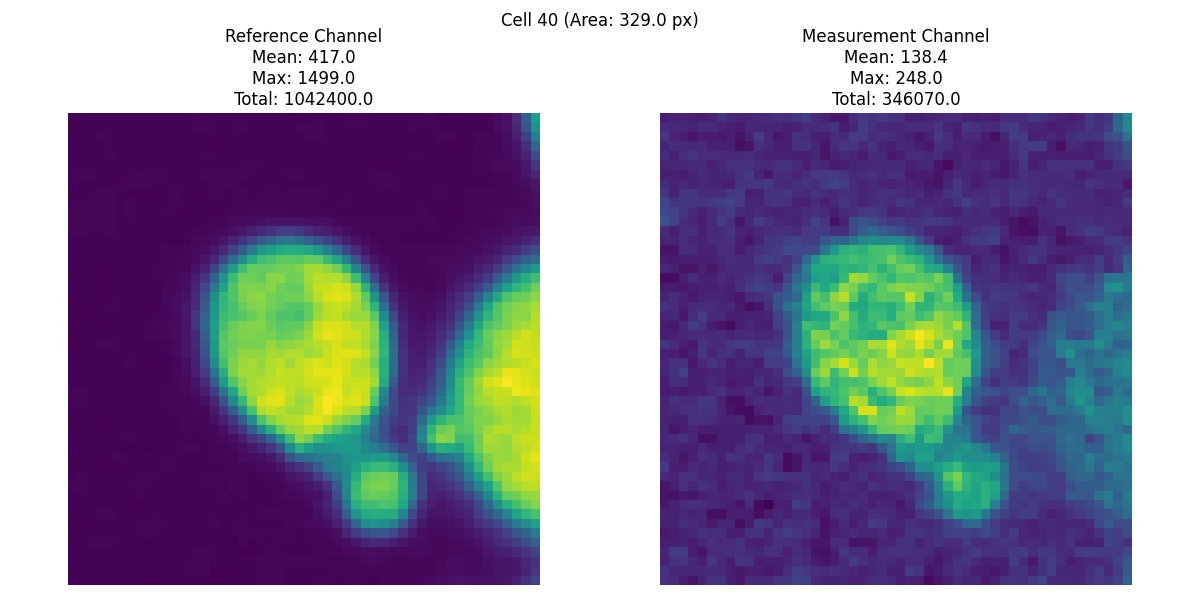 Cell 40 (Area: 329.0 px)
Reference Channel
Mean: 417.0
Max: 1499.0
Total: 1042400.0
Measurement Channel
Mean: 138.4
Max: 248.0
Total: 346070.0